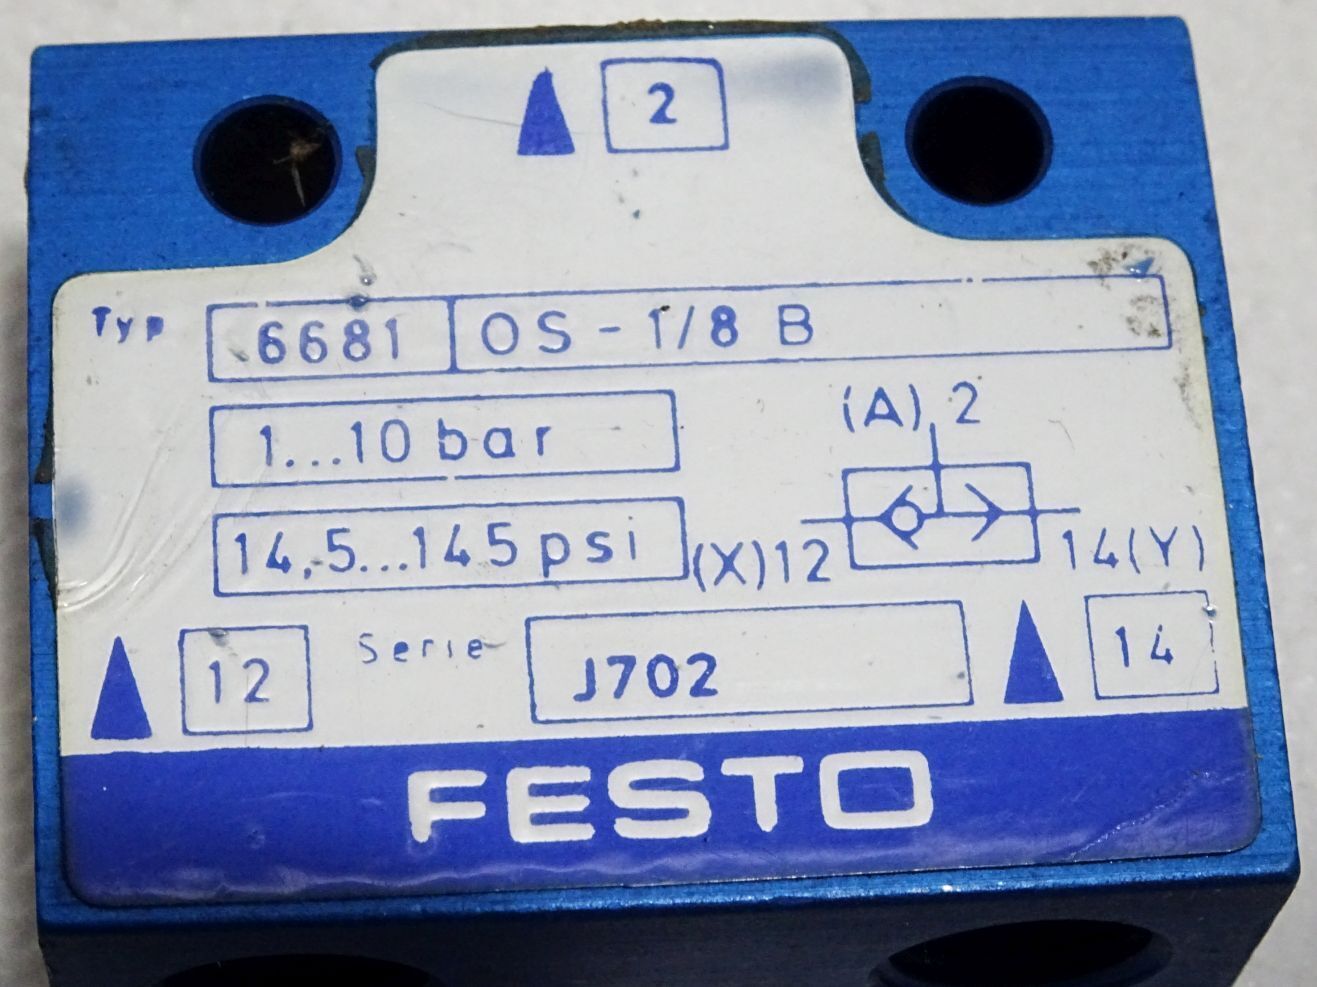 2
Typ 6681 OS - 1/8 B
1...10 bar
(A) 2
14,5...145 psi
(X)12
14(Y)
12
Serie J702
14
FESTO